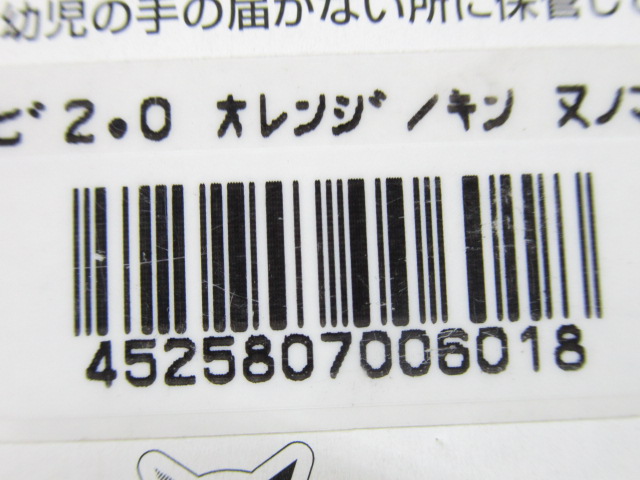 幼児の手の届かない所に保管して
ビ2.0 オレンジ/キン ヌノ
4525807006018